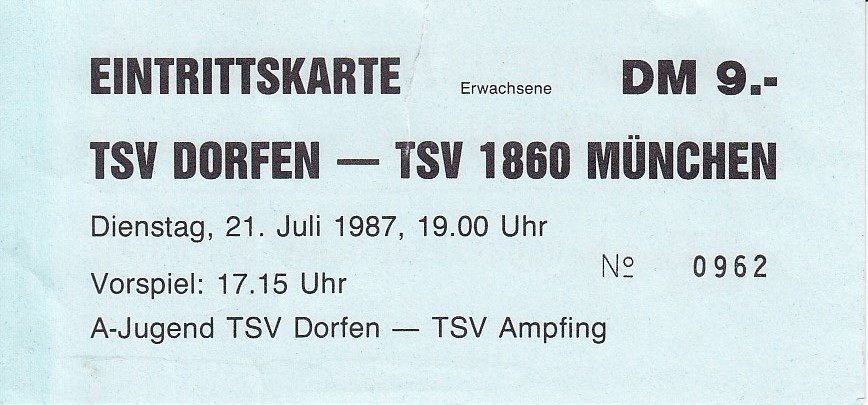 EINTRITTSKARTE Erwachsene DM 9.-
TSV DORFEN — TSV 1860 MÜNCHEN
Dienstag, 21. Juli 1987, 19.00 Uhr
Nº 0962
Vorspiel: 17.15 Uhr
A-Jugend TSV Dorfen — TSV Ampfing